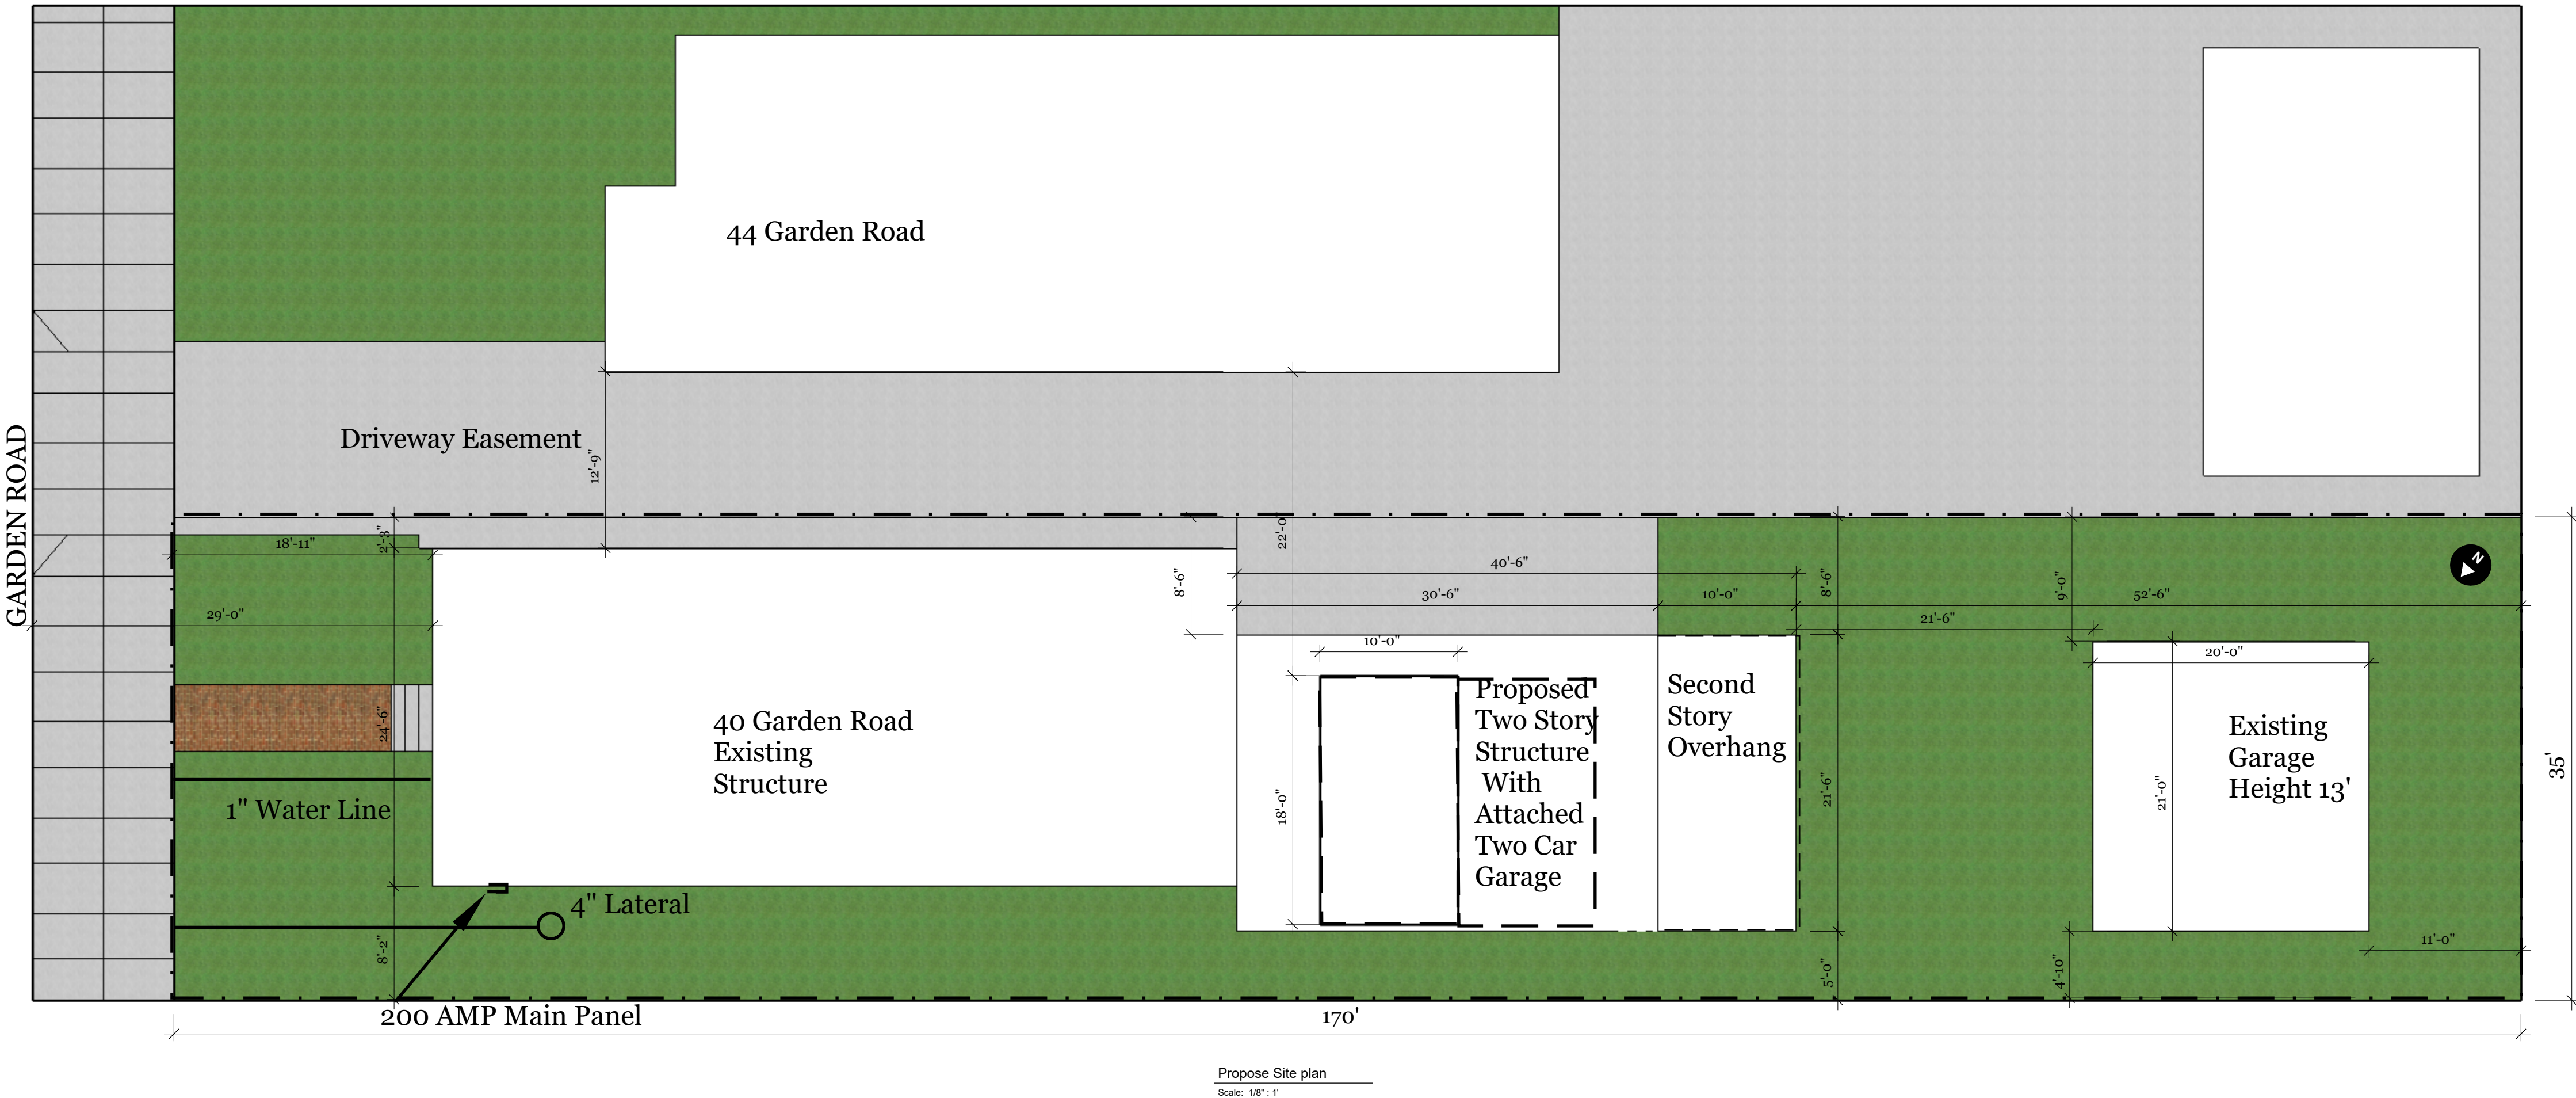 44 Garden Road
GARDEN ROAD
Driveway Easement
12'-9"
22'-0"
2'-3"
18'-11"
29'-0"
8'-6"
40'-6"
30'-6"
10'-0"
8'-6"
9'-0"
52'-6"
21'-6"
N
10'-0"
20'-0"
24'-6"
40 Garden Road
Existing
Structure
Proposed
Two Story
Structure
With
Attached
Two Car
Garage
Second
Story
Overhang
18'-0"
21'-6"
21'-0"
Existing
Garage
Height 13'
35'
1" Water Line
4" Lateral
8'-2"
5'-0"
4'-10"
11'-0"
200 AMP Main Panel
170'
Propose Site plan
Scale: 1/8" : 1'